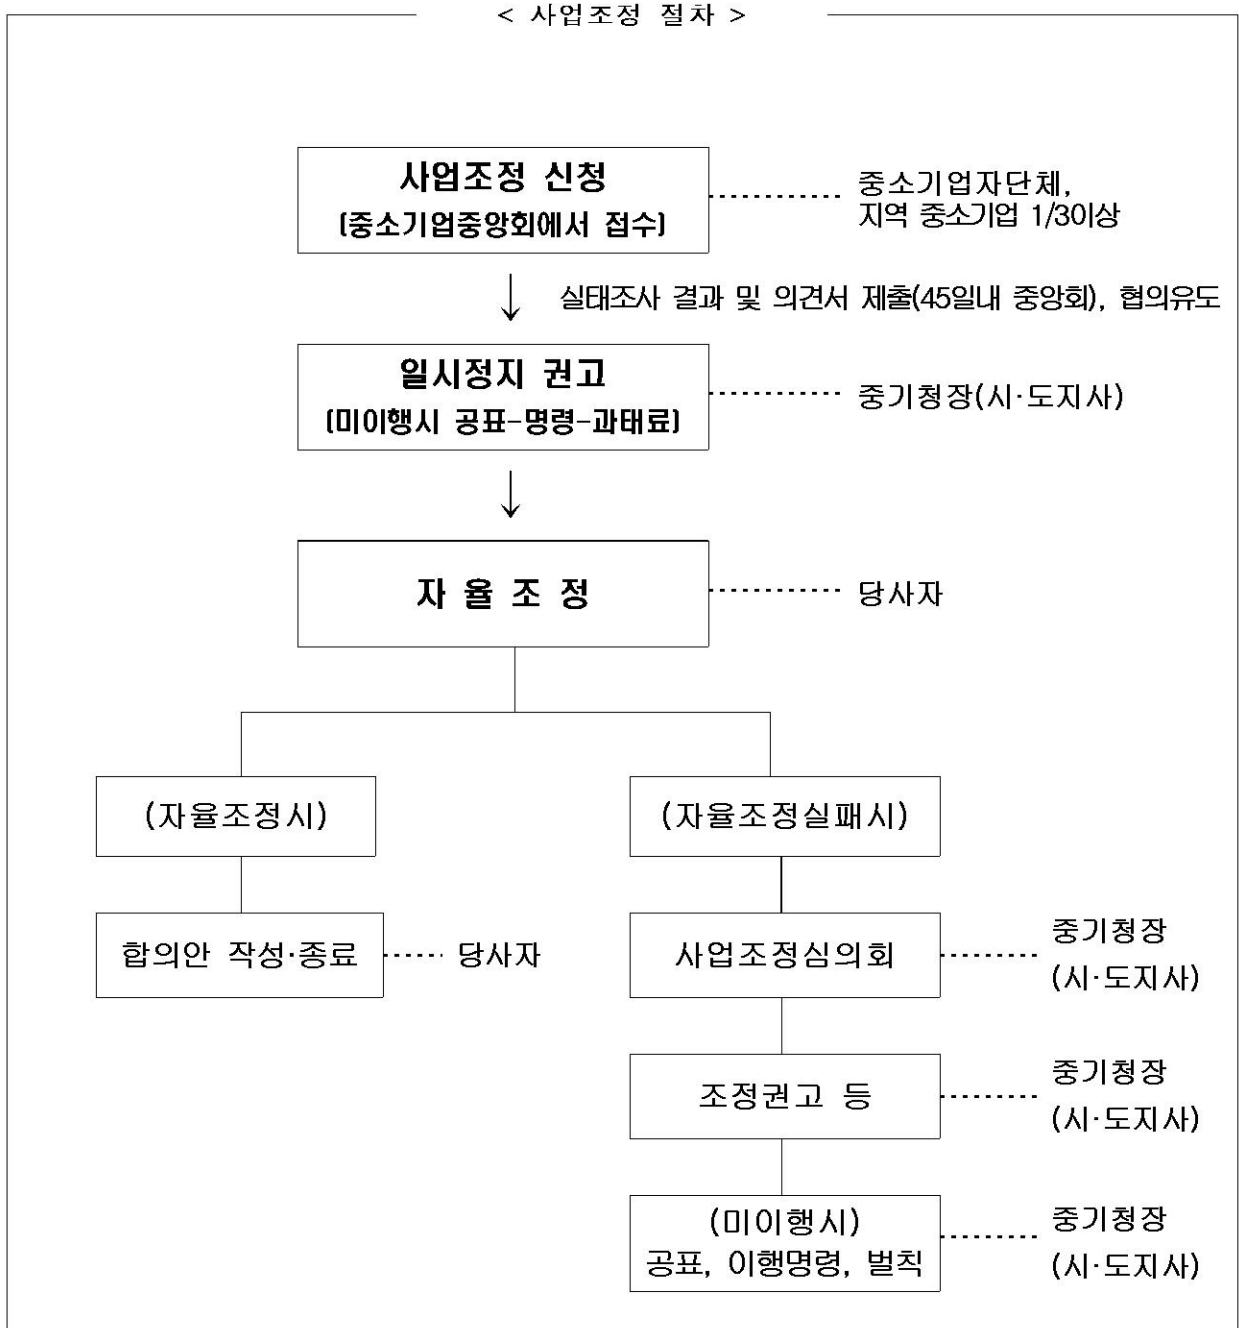 < 사업조정 절차 >
사업조정 신청
(중소기업중앙회에서 접수)
중소기업자단체,
지역 중소기업 1/3이상
실태조사 결과 및 의견서 제출(45일내 중앙회), 협의유도
일시정지 권고
(미이행시 공표-명령-과태료)
중기청장(시·도지사)
자 율 조 정
당사자
(자율조정시)
(자율조정실패시)
합의안 작성·종료
당사자
사업조정심의회
중기청장
(시·도지사)
조정권고 등
중기청장
(시·도지사)
(미이행시)
공표, 이행명령, 벌칙
중기청장
(시·도지사)